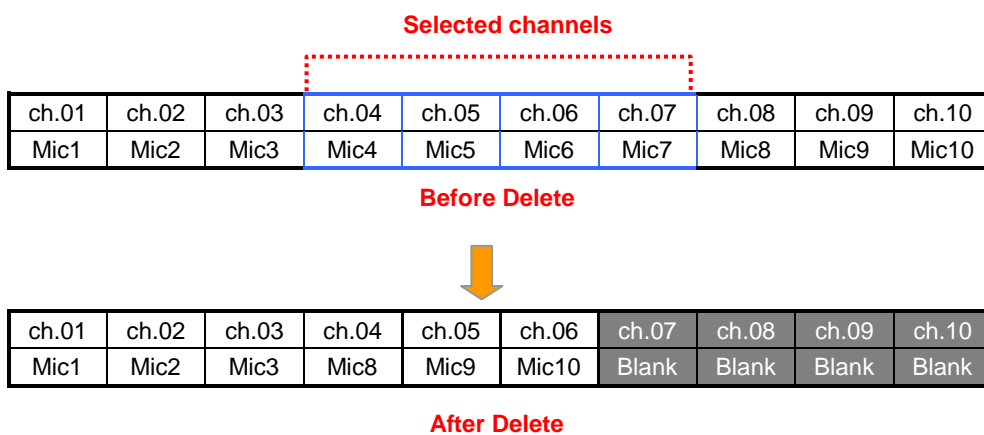 Selected channels
ch.01 ch.02 ch.03 ch.04 ch.05 ch.06 ch.07 ch.08 ch.09 ch.10
Mic1 Mic2 Mic3 Mic4 Mic5 Mic6 Mic7 Mic8 Mic9 Mic10
Before Delete
ch.01 ch.02 ch.03 ch.04 ch.05 ch.06 ch.07 ch.08 ch.09 ch.10
Mic1 Mic2 Mic3 Mic8 Mic9 Mic10 Blank Blank Blank Blank
After Delete